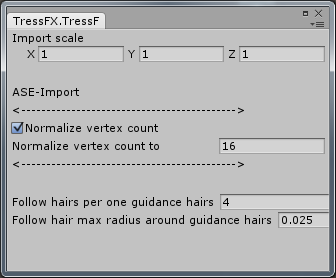 TressFX.TressF
Import scale
X 1 Y 1 Z 1
ASE-Import
<---------------------------------------->
Normalize vertex count
Normalize vertex count to 16
<---------------------------------------->
Follow hairs per one guidance hairs 4
Follow hair max radius around guidance hairs 0.025